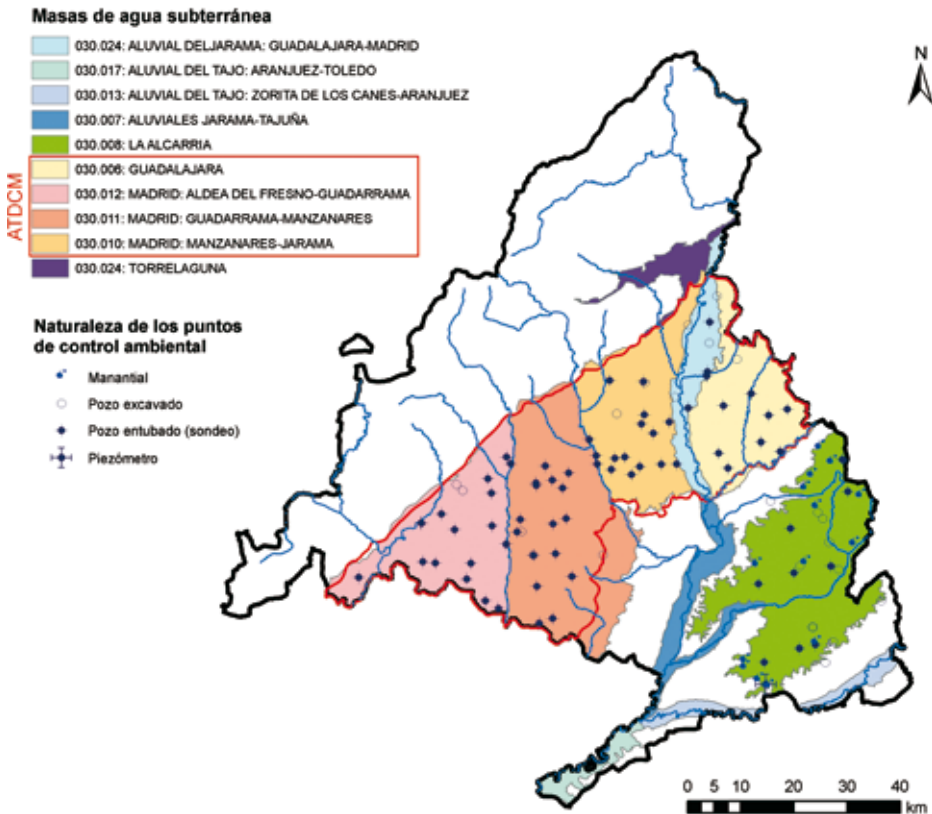 Masas de agua subterránea
030.024: ALUVIAL DELJARAMA: GUADALAJARA-MADRID
030.017: ALUVIAL DEL TAJO: ARANJUEZ-TOLEDO
030.013: ALUVIAL DEL TAJO: ZORITA DE LOS CANES-ARANJUEZ
030.007: ALUVIALES JARAMA-TAJUÑA
030.008: LA ALCARRIA
ATDCM
030.006: GUADALAJARA
030.012: MADRID: ALDEA DEL FRESNO-GUADARRAMA
030.011: MADRID: GUADARRAMA-MANZANARES
030.010: MADRID: MANZANARES-JARAMA
030.024: TORRELAGUNA
Naturaleza de los puntos
de control ambiental
Manantial
Pozo excavado
Pozo entubado (sondeo)
Piezómetro
N
0 5 10 20 30 40
km